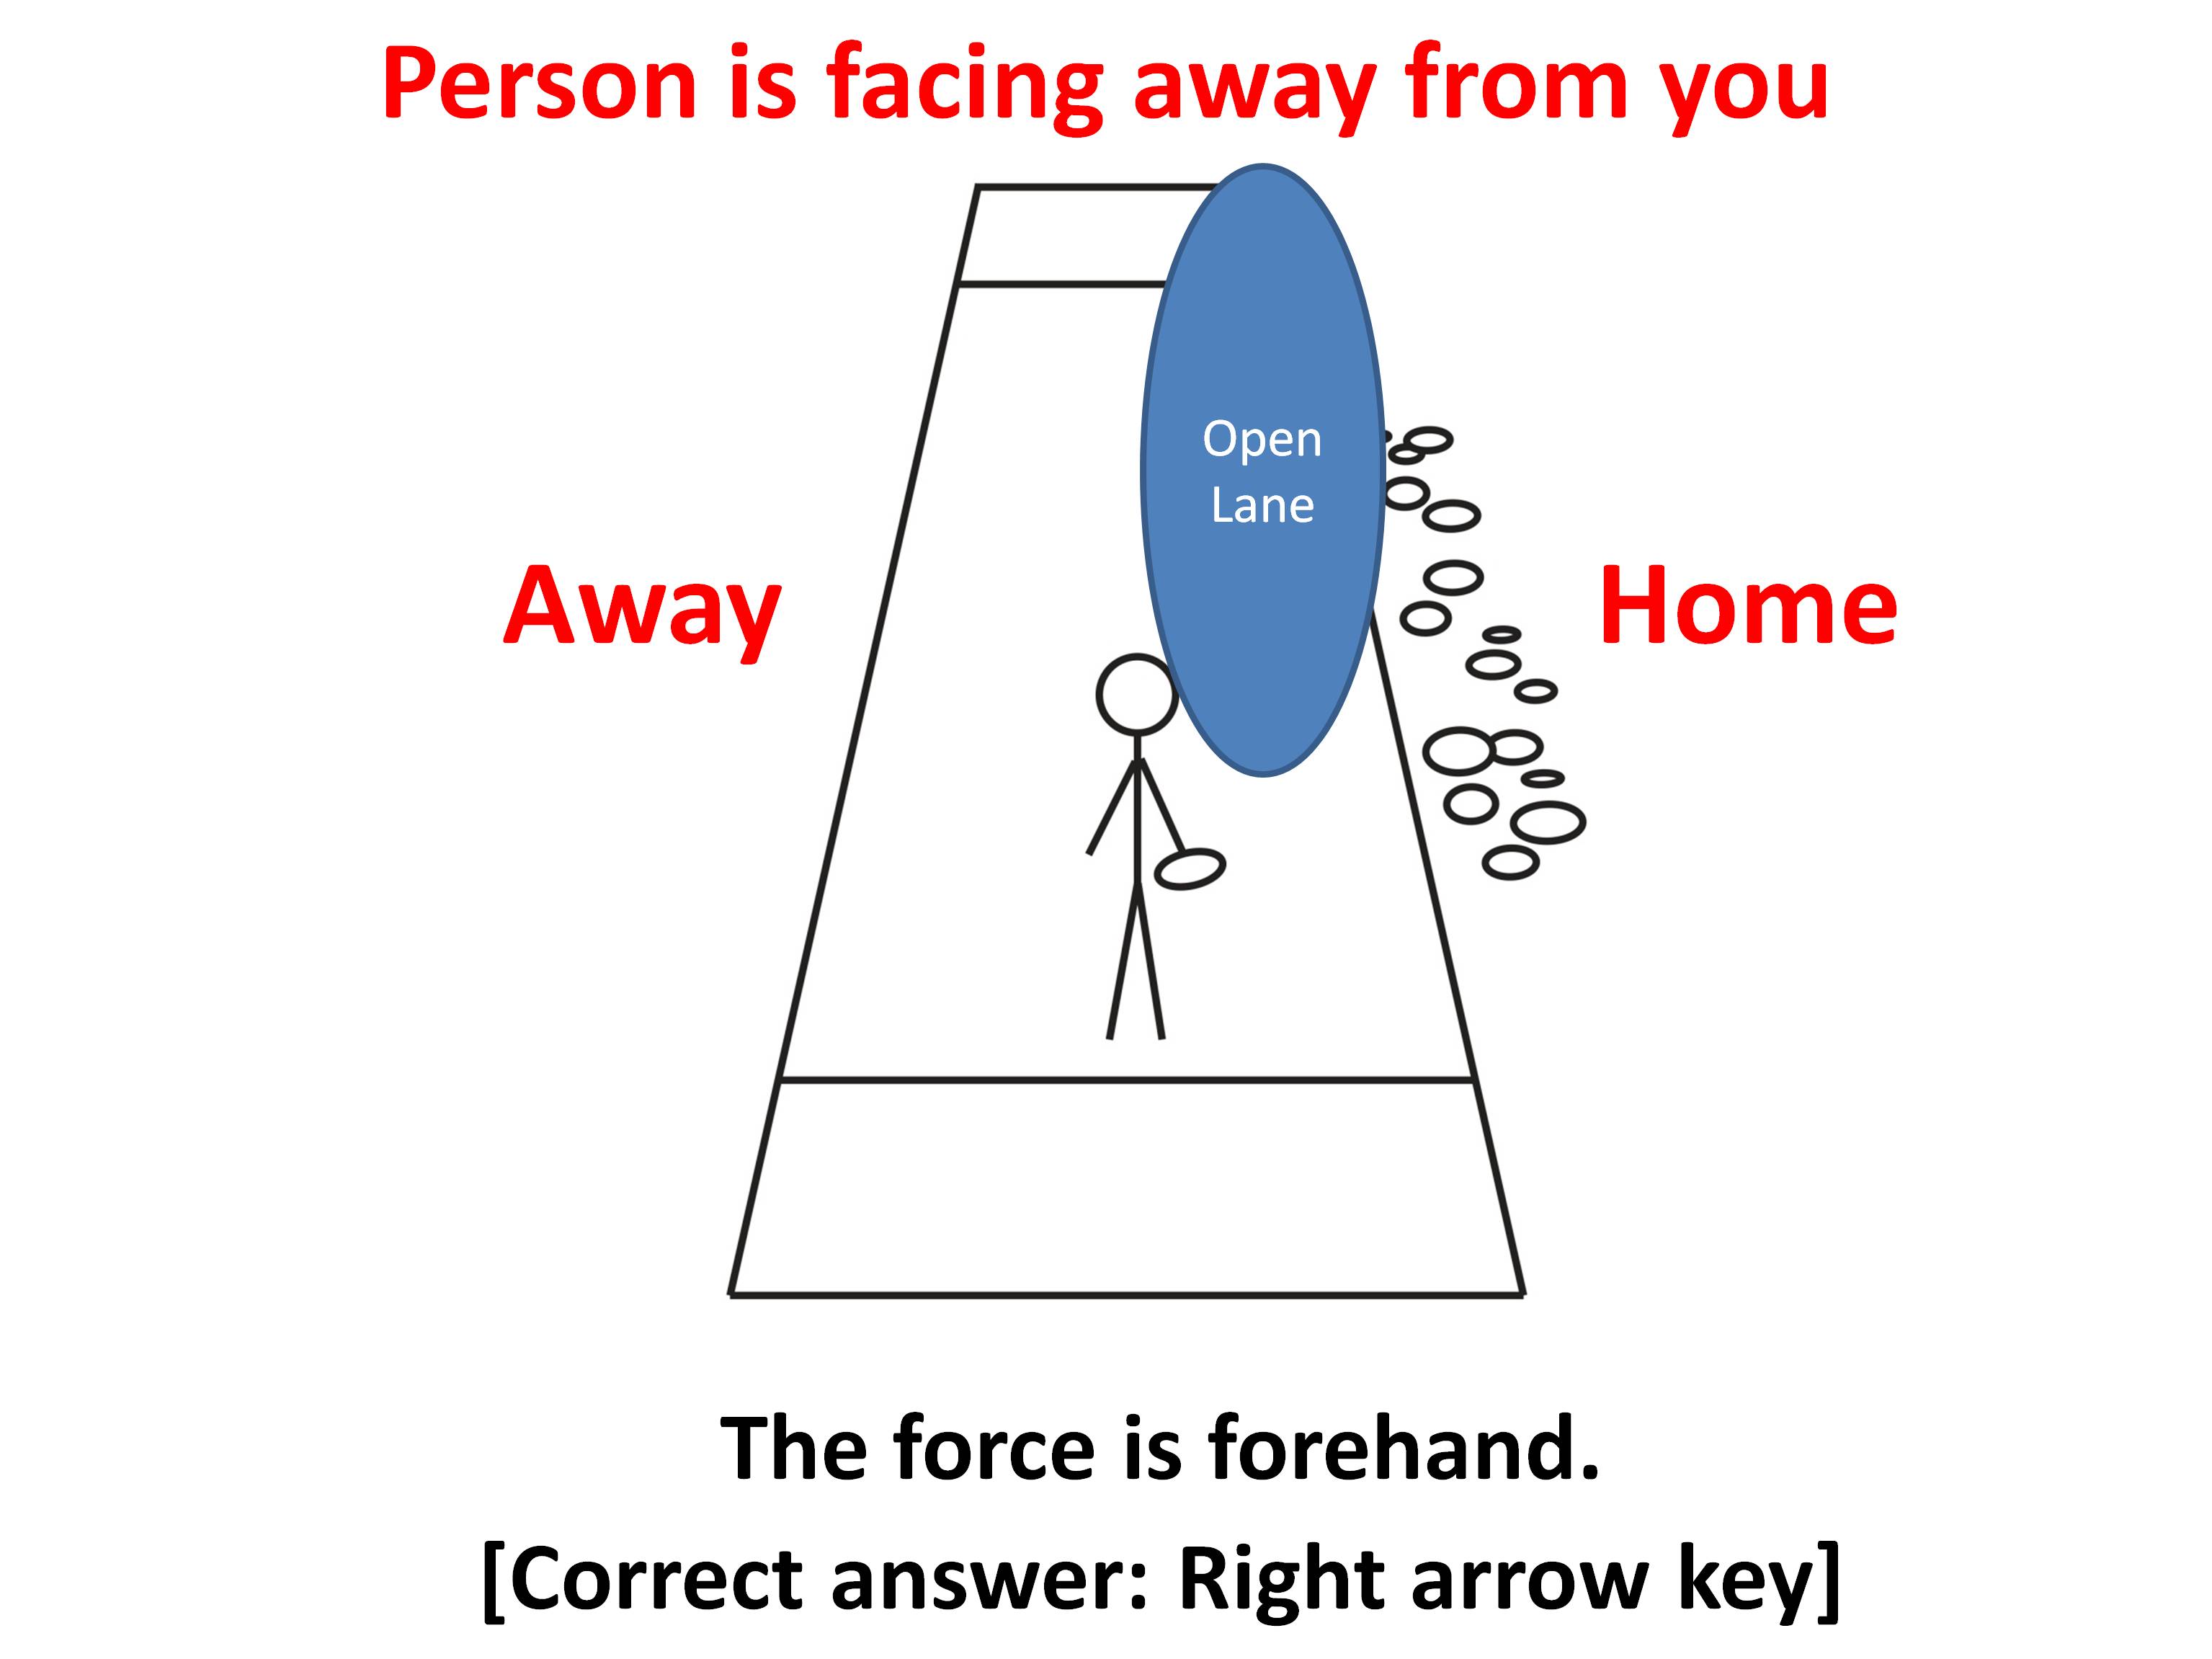 Person is facing away from you
Open
Lane
Away
Home
The force is forehand.
[Correct answer: Right arrow key]